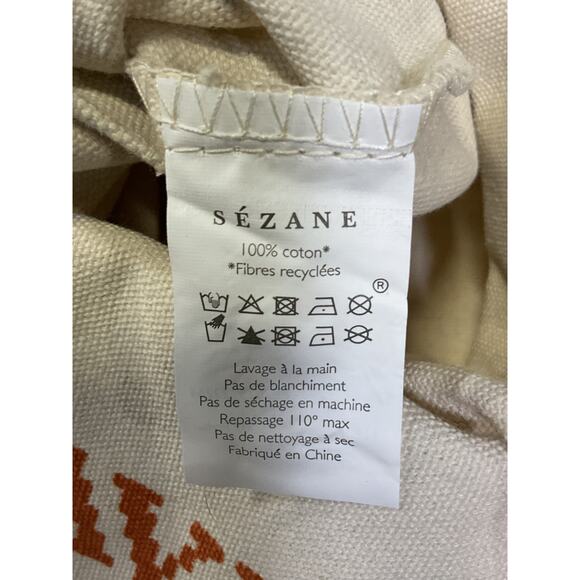 SÉZANE
100% coton*
*Fibres recyclées
®
Lavage à la main
Pas de blanchiment
Pas de séchage en machine
Repassage 110° max
Pas de nettoyage à sec
Fabriqué en Chine